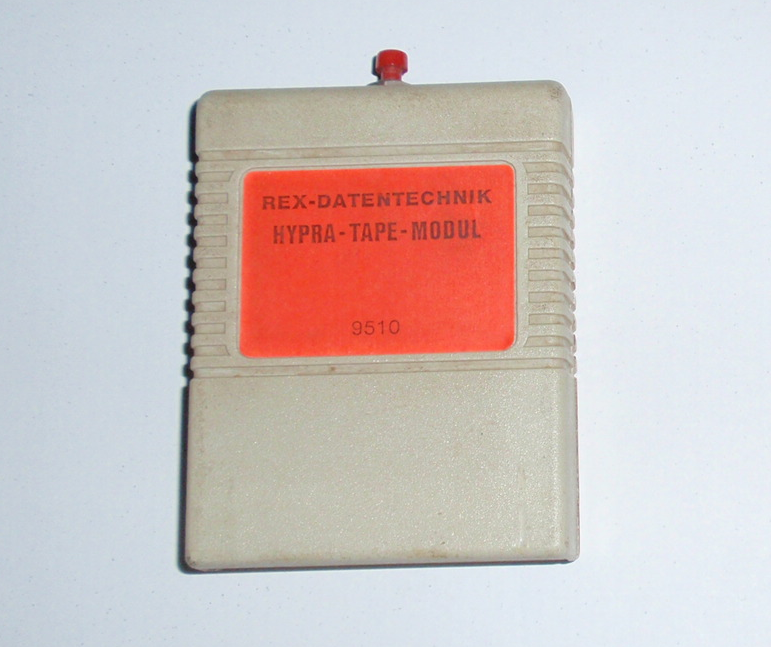 REX-DATENTECHNIK
HYPRA-TAPE-MODUL
9510